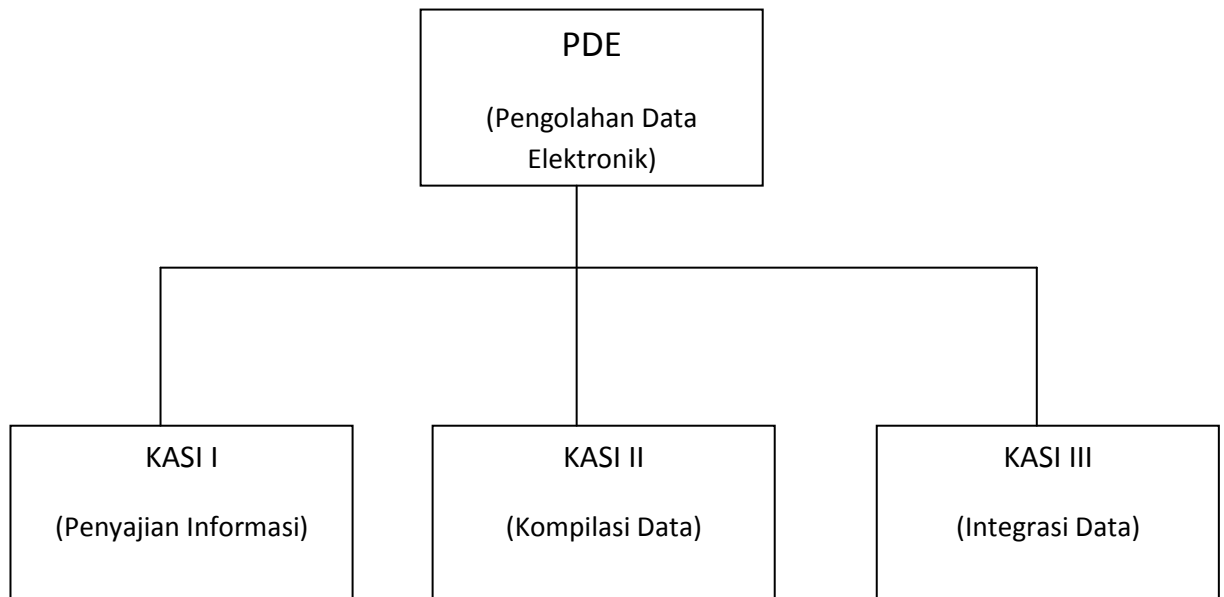 PDE
(Pengolahan Data
Elektronik)
KASI I
(Penyajian Informasi)
KASI II
(Kompilasi Data)
KASI III
(Integrasi Data)